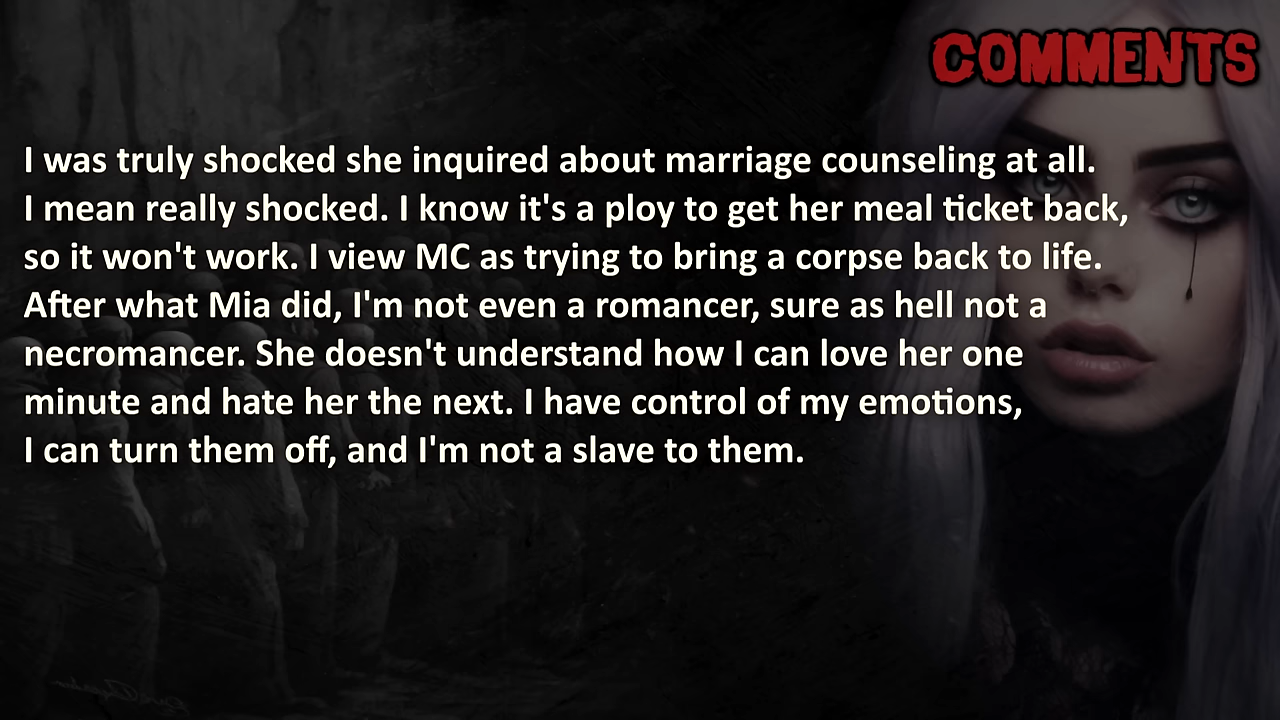 COMMENTS
I was truly shocked she inquired about marriage counseling at all.
I mean really shocked. I know it's a ploy to get her meal ticket back,
so it won't work. I view MC as trying to bring a corpse back to life.
After what Mia did, I'm not even a romancer, sure as hell not a
necromancer. She doesn't understand how I can love her one
minute and hate her the next. I have control of my emotions,
I can turn them off, and I'm not a slave to them.